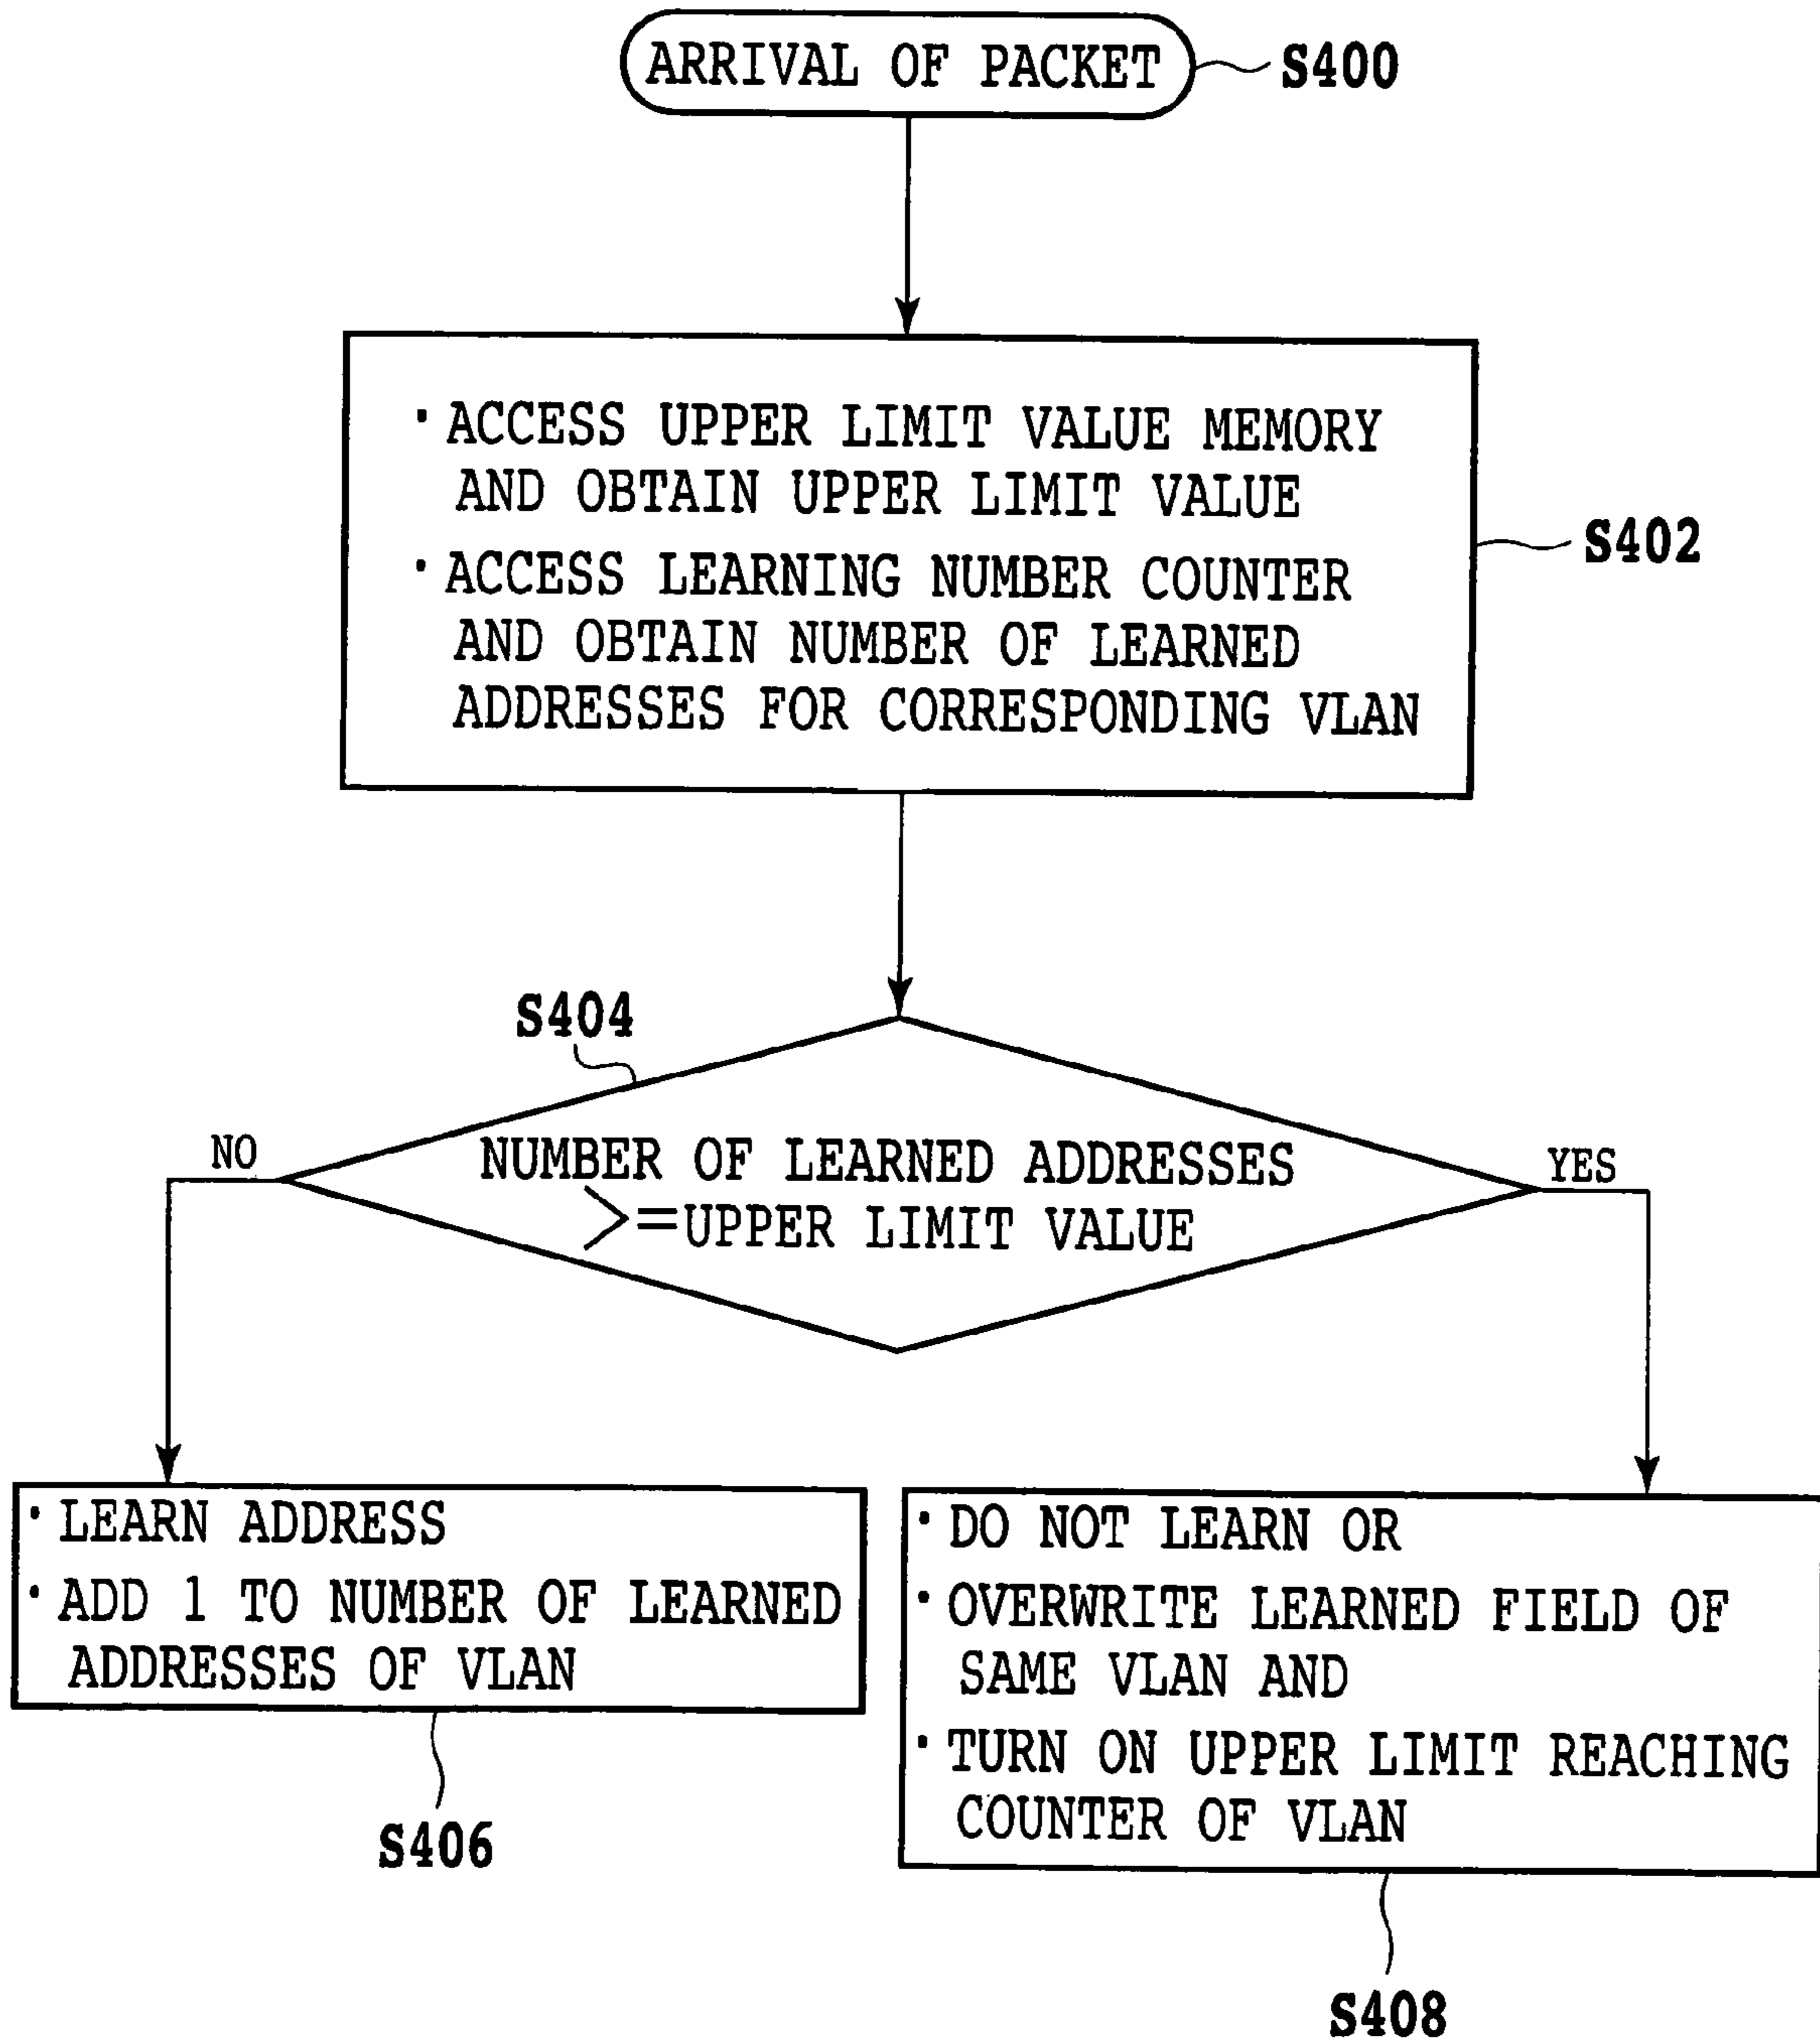 ARRIVAL OF PACKET
S400
・ACCESS UPPER LIMIT VALUE MEMORY
AND OBTAIN UPPER LIMIT VALUE
・ACCESS LEARNING NUMBER COUNTER
AND OBTAIN NUMBER OF LEARNED
ADDRESSES FOR CORRESPONDING VLAN
S402
S404
NO
NUMBER OF LEARNED ADDRESSES
>=UPPER LIMIT VALUE
YES
・LEARN ADDRESS
・ADD 1 TO NUMBER OF LEARNED
ADDRESSES OF VLAN
S406
・DO NOT LEARN OR
・OVERWRITE LEARNED FIELD OF
SAME VLAN AND
・TURN ON UPPER LIMIT REACHING
COUNTER OF VLAN
S408